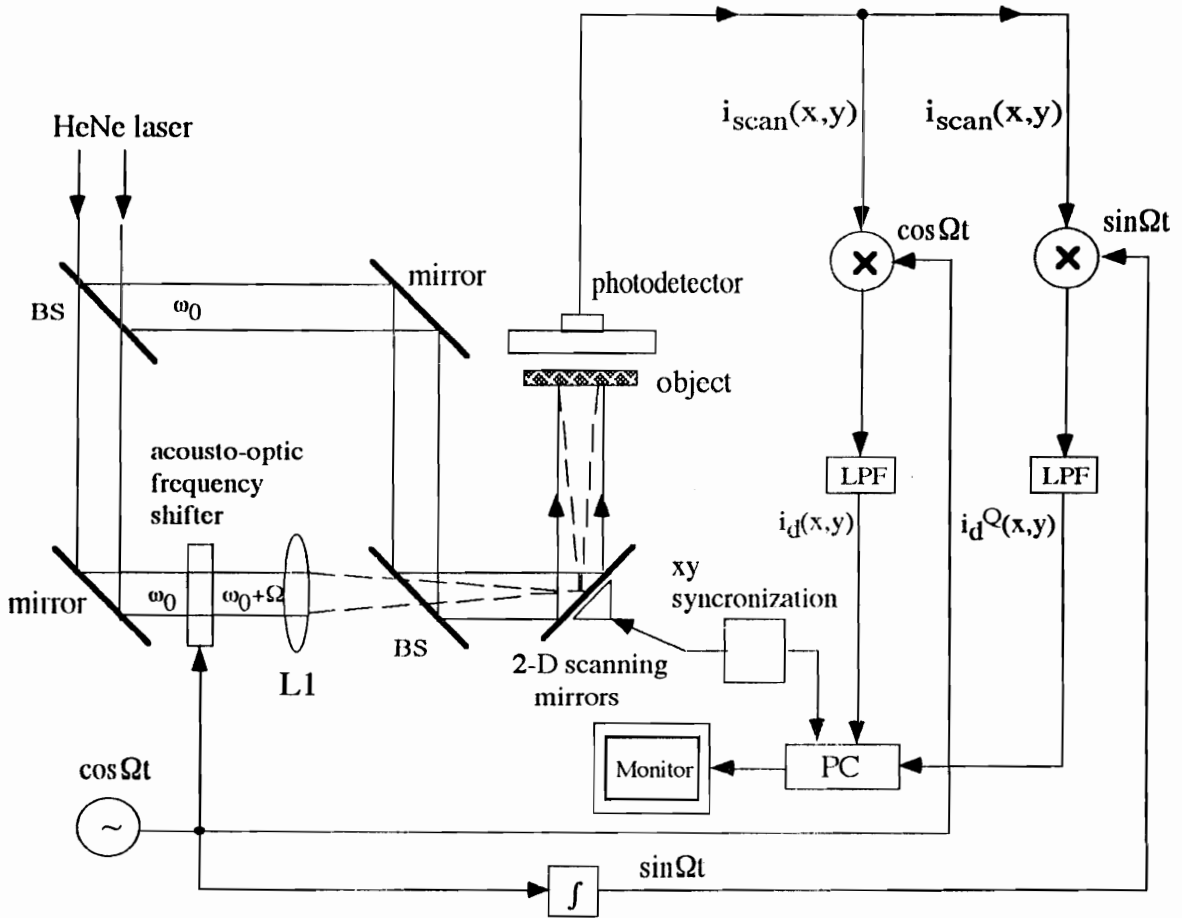 HeNe laser
i_scan(x,y)
i_scan(x,y)
cosΩt
sinΩt
mirror
BS
ω₀
photodetector
object
acousto-optic
frequency
shifter
LPF
LPF
i_d(x,y)
i_d^Q(x,y)
mirror
ω₀
ω₀+Ω
L1
BS
xy
syncronization
2-D scanning
mirrors
cosΩt
~
Monitor
PC
∫
sinΩt